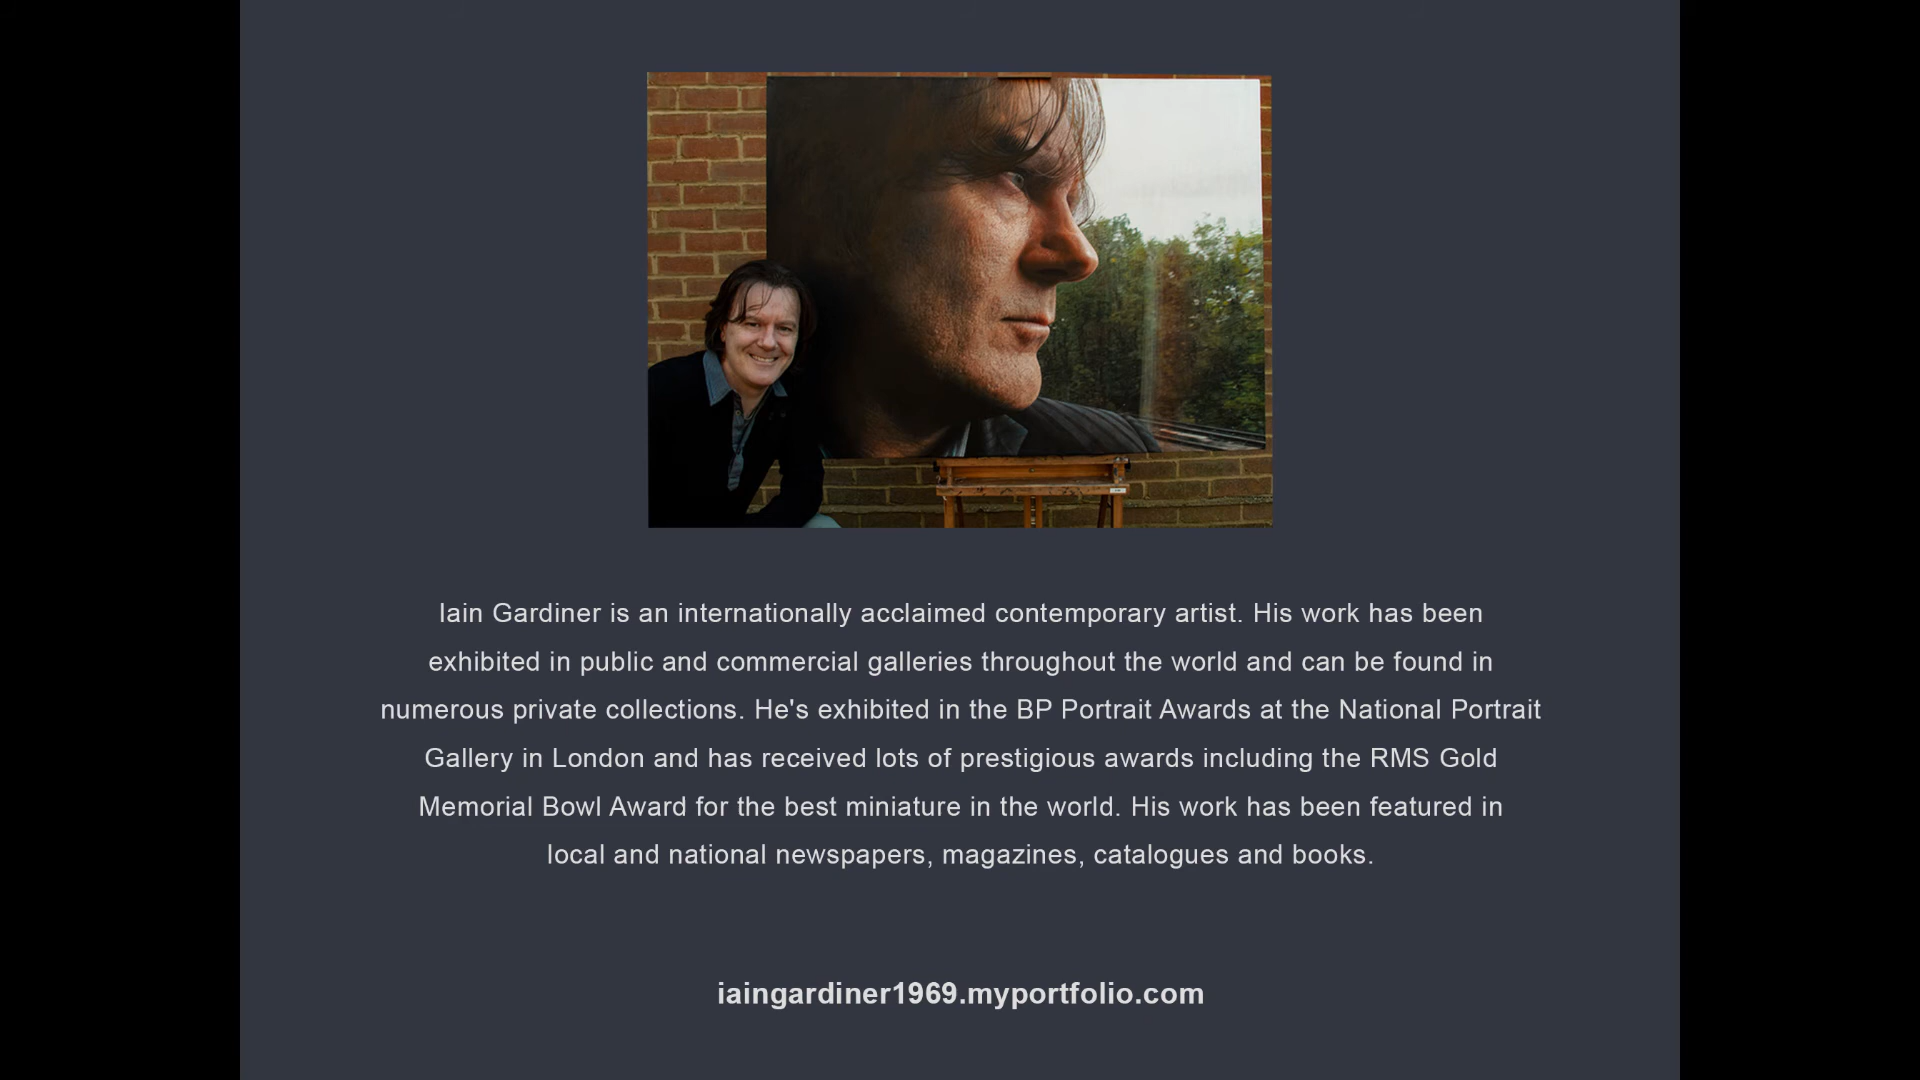 Iain Gardiner is an internationally acclaimed contemporary artist. His work has been
exhibited in public and commercial galleries throughout the world and can be found in
numerous private collections. He's exhibited in the BP Portrait Awards at the National Portrait
Gallery in London and has received lots of prestigious awards including the RMS Gold
Memorial Bowl Award for the best miniature in the world. His work has been featured in
local and national newspapers, magazines, catalogues and books.
iaingardiner1969.myportfolio.com